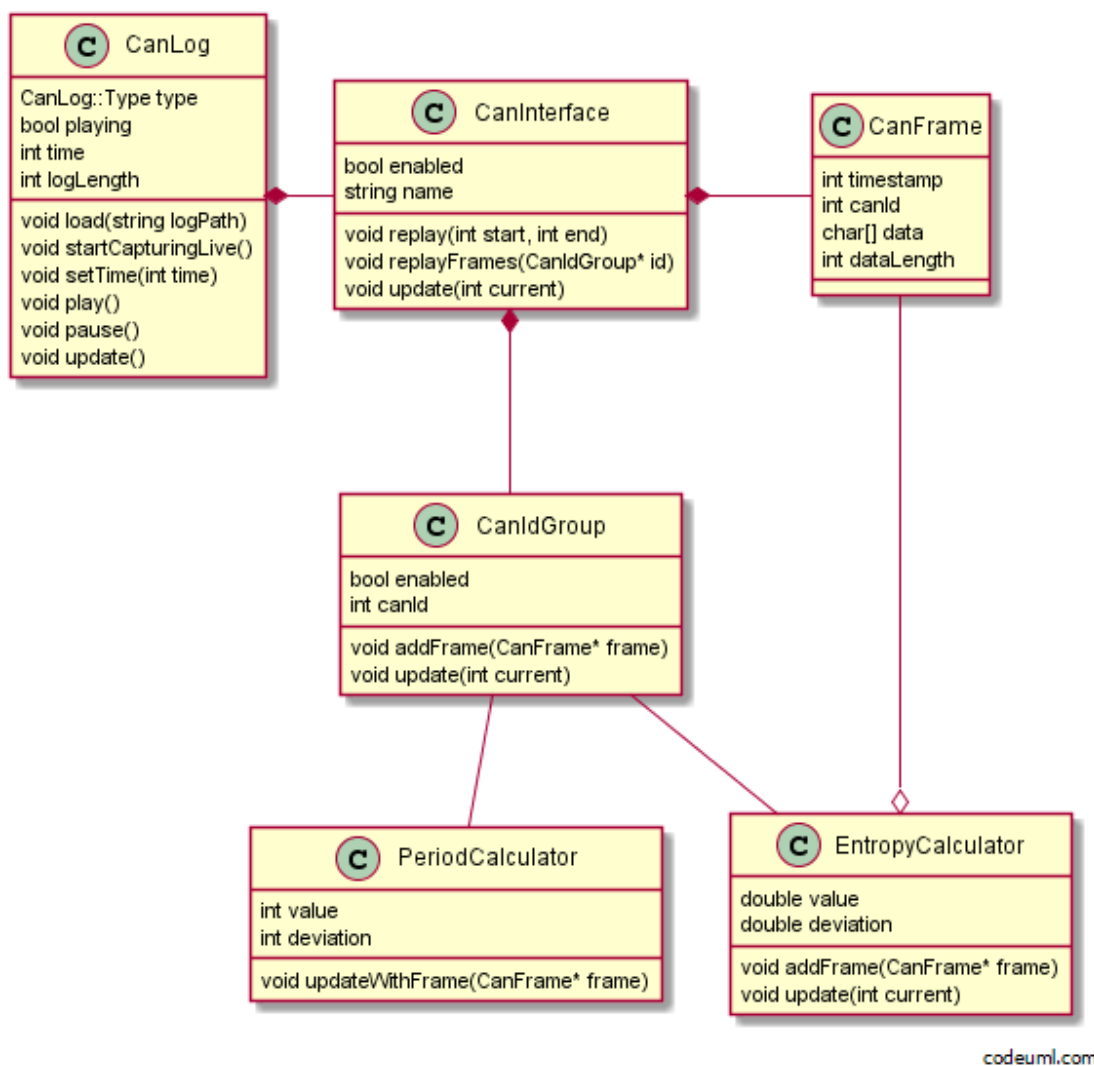 C CanLog
CanLog::Type type
bool playing
int time
int logLength
void load(string logPath)
void startCapturingLive()
void setTime(int time)
void play()
void pause()
void update()
C CanInterface
bool enabled
string name
void replay(int start, int end)
void replayFrames(CanIdGroup* id)
void update(int current)
C CanFrame
int timestamp
int canId
char[] data
int dataLength
C CanIdGroup
bool enabled
int canId
void addFrame(CanFrame* frame)
void update(int current)
C PeriodCalculator
int value
int deviation
void updateWithFrame(CanFrame* frame)
C EntropyCalculator
double value
double deviation
void addFrame(CanFrame* frame)
void update(int current)
codeuml.com